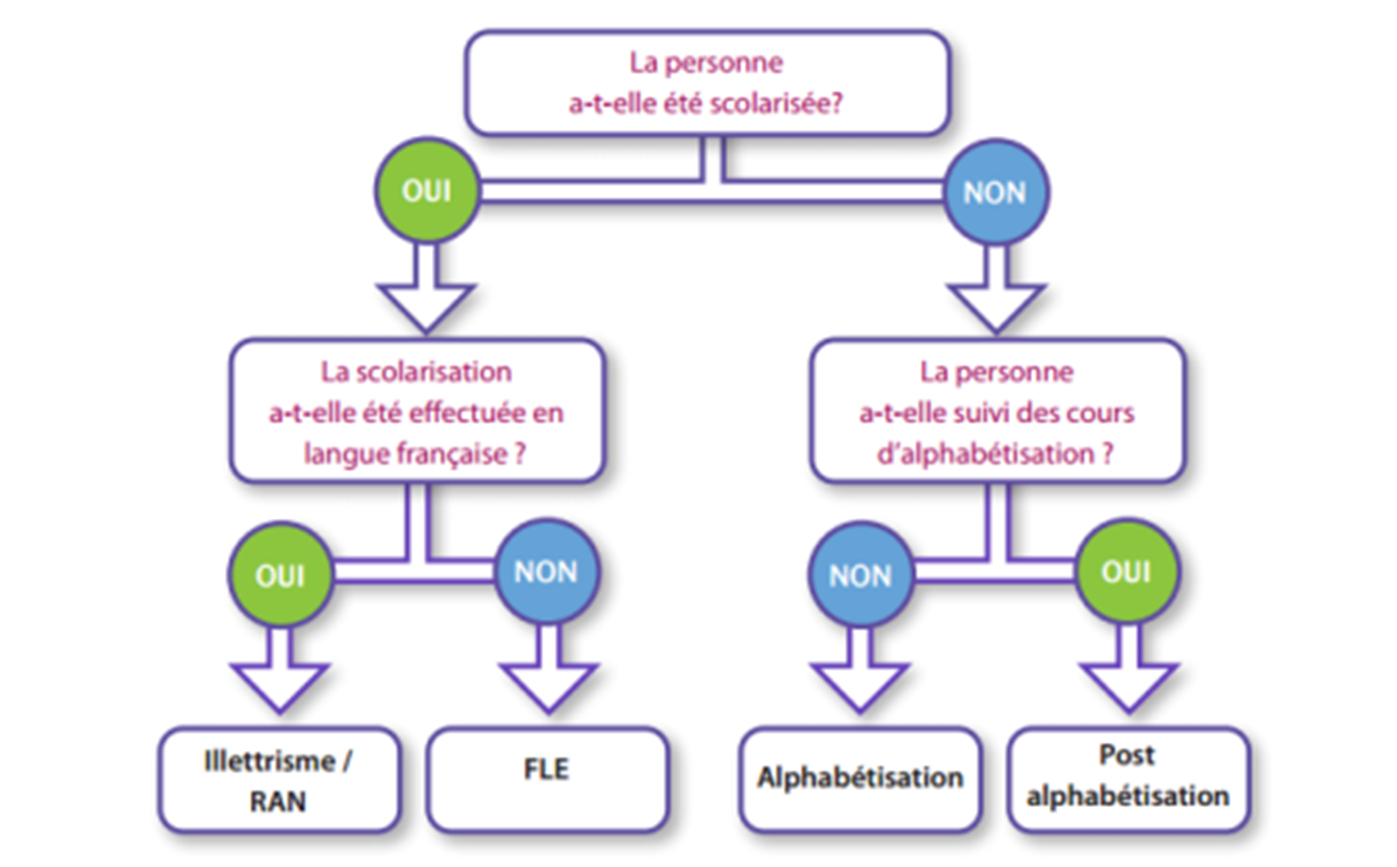 La personne
a-t-elle été scolarisée?
OUI
NON
La scolarisation
a-t-elle été effectuée en
langue française ?
La personne
a-t-elle suivi des cours
d'alphabétisation ?
OUI
NON
NON
OUI
Illettrisme /
RAN
FLE
Alphabétisation
Post
alphabétisation